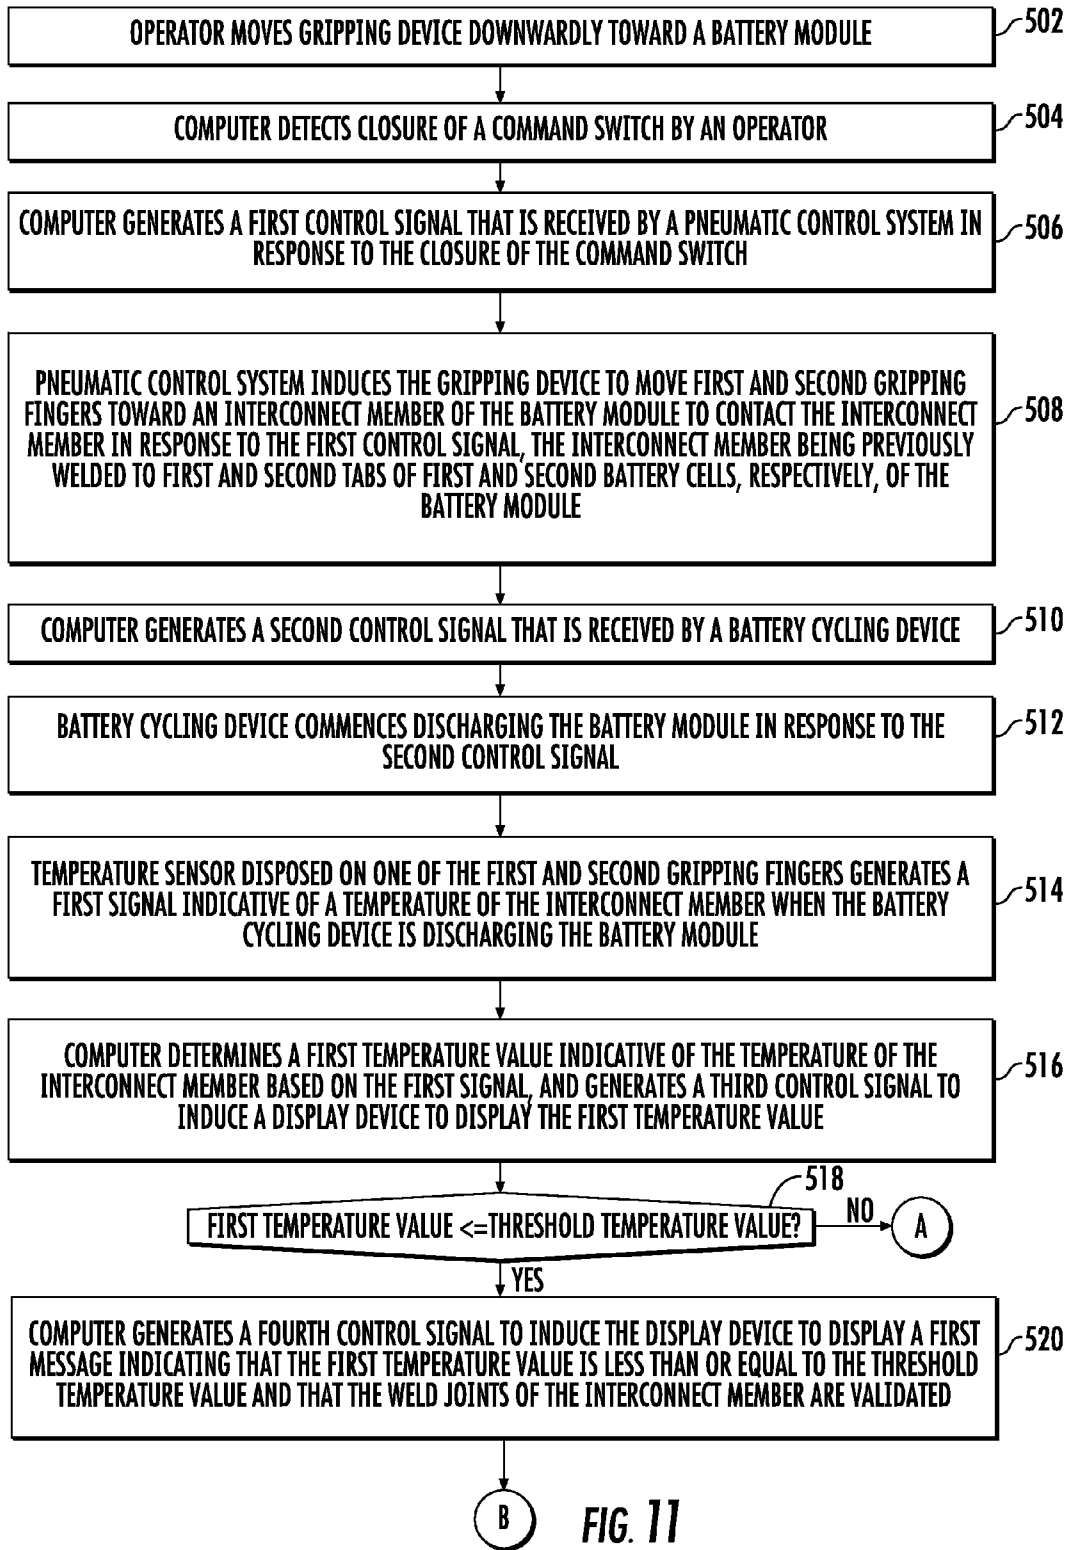 OPERATOR MOVES GRIPPING DEVICE DOWNWARDLY TOWARD A BATTERY MODULE
502
COMPUTER DETECTS CLOSURE OF A COMMAND SWITCH BY AN OPERATOR
504
COMPUTER GENERATES A FIRST CONTROL SIGNAL THAT IS RECEIVED BY A PNEUMATIC CONTROL SYSTEM IN
RESPONSE TO THE CLOSURE OF THE COMMAND SWITCH
506
PNEUMATIC CONTROL SYSTEM INDUCES THE GRIPPING DEVICE TO MOVE FIRST AND SECOND GRIPPING
FINGERS TOWARD AN INTERCONNECT MEMBER OF THE BATTERY MODULE TO CONTACT THE INTERCONNECT
MEMBER IN RESPONSE TO THE FIRST CONTROL SIGNAL, THE INTERCONNECT MEMBER BEING PREVIOUSLY
WELDED TO FIRST AND SECOND TABS OF FIRST AND SECOND BATTERY CELLS, RESPECTIVELY, OF THE
BATTERY MODULE
508
COMPUTER GENERATES A SECOND CONTROL SIGNAL THAT IS RECEIVED BY A BATTERY CYCLING DEVICE
510
BATTERY CYCLING DEVICE COMMENCES DISCHARGING THE BATTERY MODULE IN RESPONSE TO THE
SECOND CONTROL SIGNAL
512
TEMPERATURE SENSOR DISPOSED ON ONE OF THE FIRST AND SECOND GRIPPING FINGERS GENERATES A
FIRST SIGNAL INDICATIVE OF A TEMPERATURE OF THE INTERCONNECT MEMBER WHEN THE BATTERY
CYCLING DEVICE IS DISCHARGING THE BATTERY MODULE
514
COMPUTER DETERMINES A FIRST TEMPERATURE VALUE INDICATIVE OF THE TEMPERATURE OF THE
INTERCONNECT MEMBER BASED ON THE FIRST SIGNAL, AND GENERATES A THIRD CONTROL SIGNAL TO
INDUCE A DISPLAY DEVICE TO DISPLAY THE FIRST TEMPERATURE VALUE
516
518
FIRST TEMPERATURE VALUE <=THRESHOLD TEMPERATURE VALUE?
NO
A
YES
COMPUTER GENERATES A FOURTH CONTROL SIGNAL TO INDUCE THE DISPLAY DEVICE TO DISPLAY A FIRST
MESSAGE INDICATING THAT THE FIRST TEMPERATURE VALUE IS LESS THAN OR EQUAL TO THE THRESHOLD
TEMPERATURE VALUE AND THAT THE WELD JOINTS OF THE INTERCONNECT MEMBER ARE VALIDATED
520
B
FIG. 11